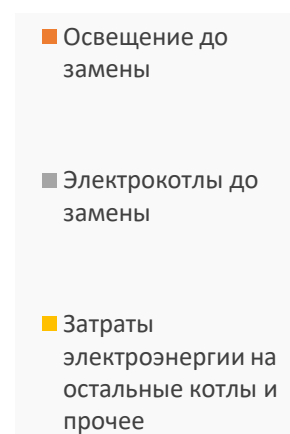 Освещение до
замены
Электрокотлы до
замены
Затраты
электроэнергии на
остальные котлы и
прочее